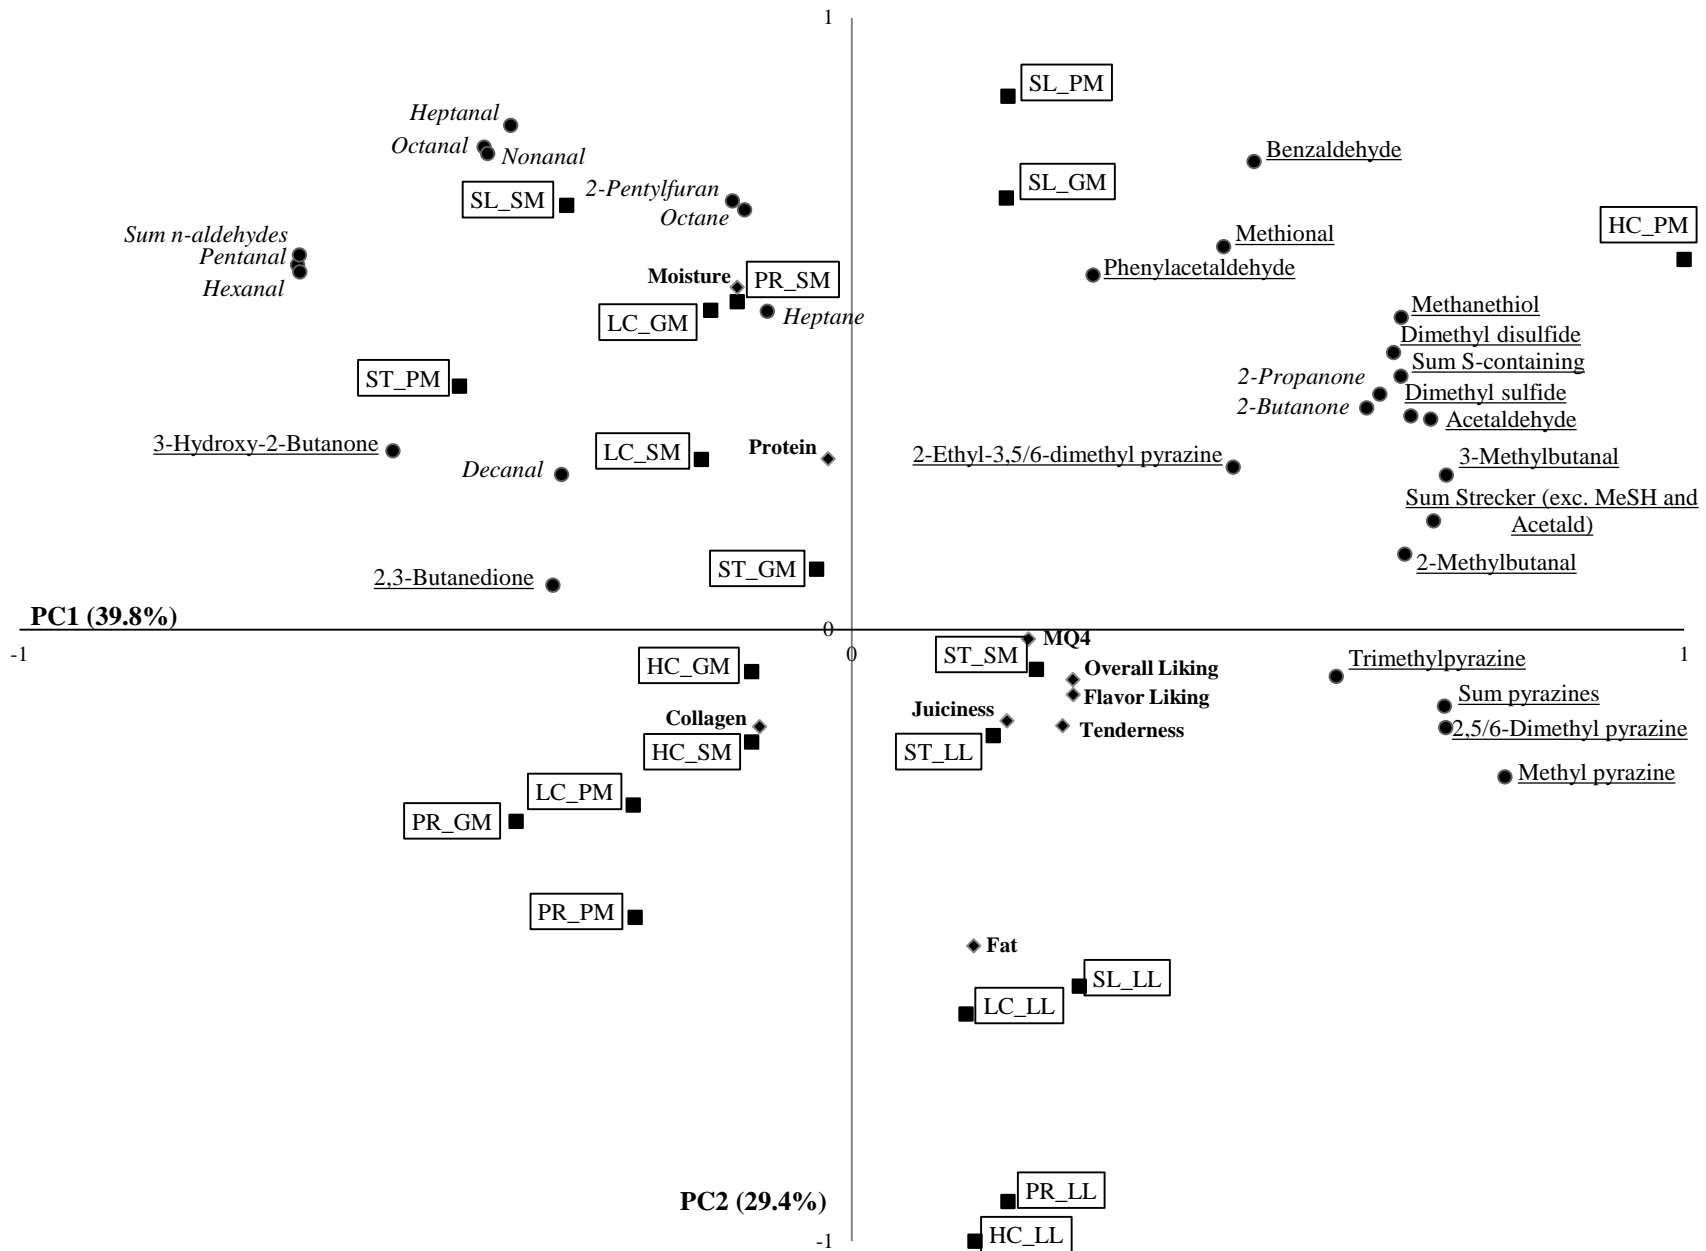 1
SL_PM
Heptanal
Octanal
Nonanal
Benzaldehyde
SL_GM
2-Pentylfuran
SL_SM
Octane
HC_PM
Sum n-aldehydes
Pentanal
Hexanal
Methional
Phenylacetaldehyde
Moisture
PR_SM
Methanethiol
LC_GM
Heptane
Dimethyl disulfide
Sum S-containing
ST_PM
2-Propanone
Dimethyl sulfide
2-Butanone
Acetaldehyde
3-Hydroxy-2-Butanone
LC_SM
Protein
2-Ethyl-3,5/6-dimethyl pyrazine
3-Methylbutanal
Decanal
Sum Strecker (exc. MeSH and
Acetald)
ST_GM
2-Methylbutanal
2,3-Butanedione
PC1 (39.8%)
0
-1
0
1
MQ4
ST_SM
HC_GM
Overall Liking
Trimethylpyrazine
Flavor Liking
Sum pyrazines
Juiciness
Collagen
Tenderness
2,5/6-Dimethyl pyrazine
HC_SM
ST_LL
Methyl pyrazine
LC_PM
PR_GM
PR_PM
Fat
SL_LL
LC_LL
PR_LL
PC2 (29.4%)
HC_LL
-1